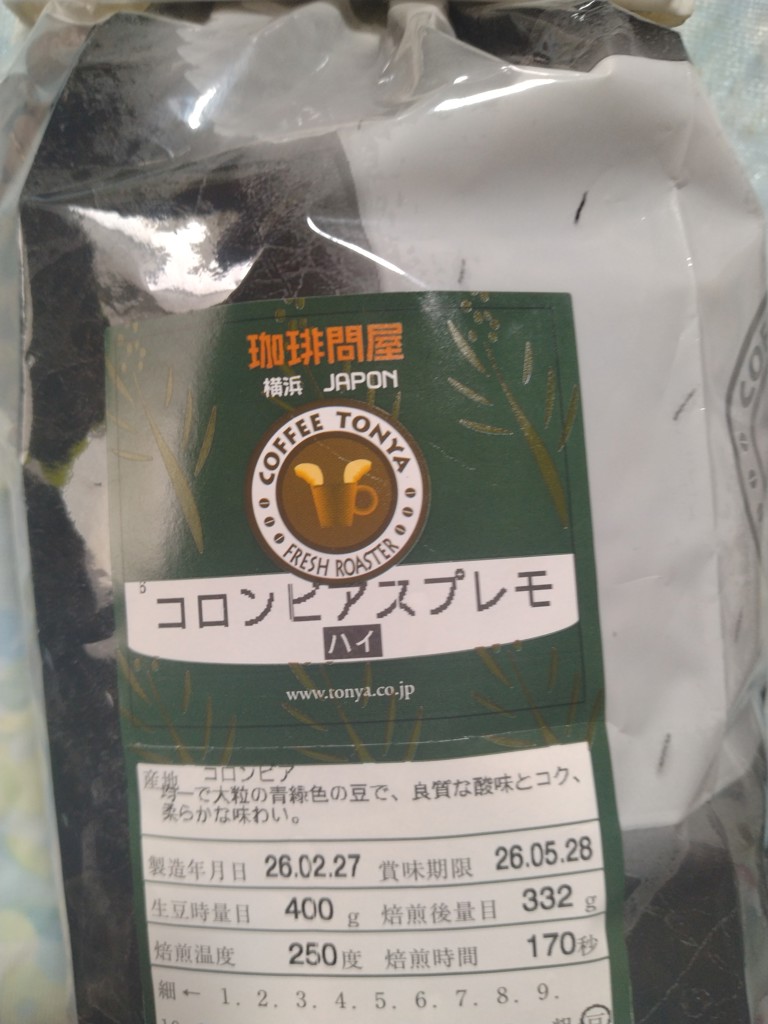 珈琲問屋
横浜 JAPON
COFFEE TONYA
FRESH ROASTER
B
コロンビアスプレモ
ハイ
www.tonya.co.jp
産地 コロンビア
均一で大粒の青緑色の豆で、良質な酸味とコク、
柔らかな味わい。
製造年月日 26.02.27 賞味期限 26.05.28
生豆時量目 400 g 焙煎後量目 332 g
焙煎温度 250度 焙煎時間 170秒
細← 1. 2. 3. 4. 5. 6. 7. 8. 9.
豆